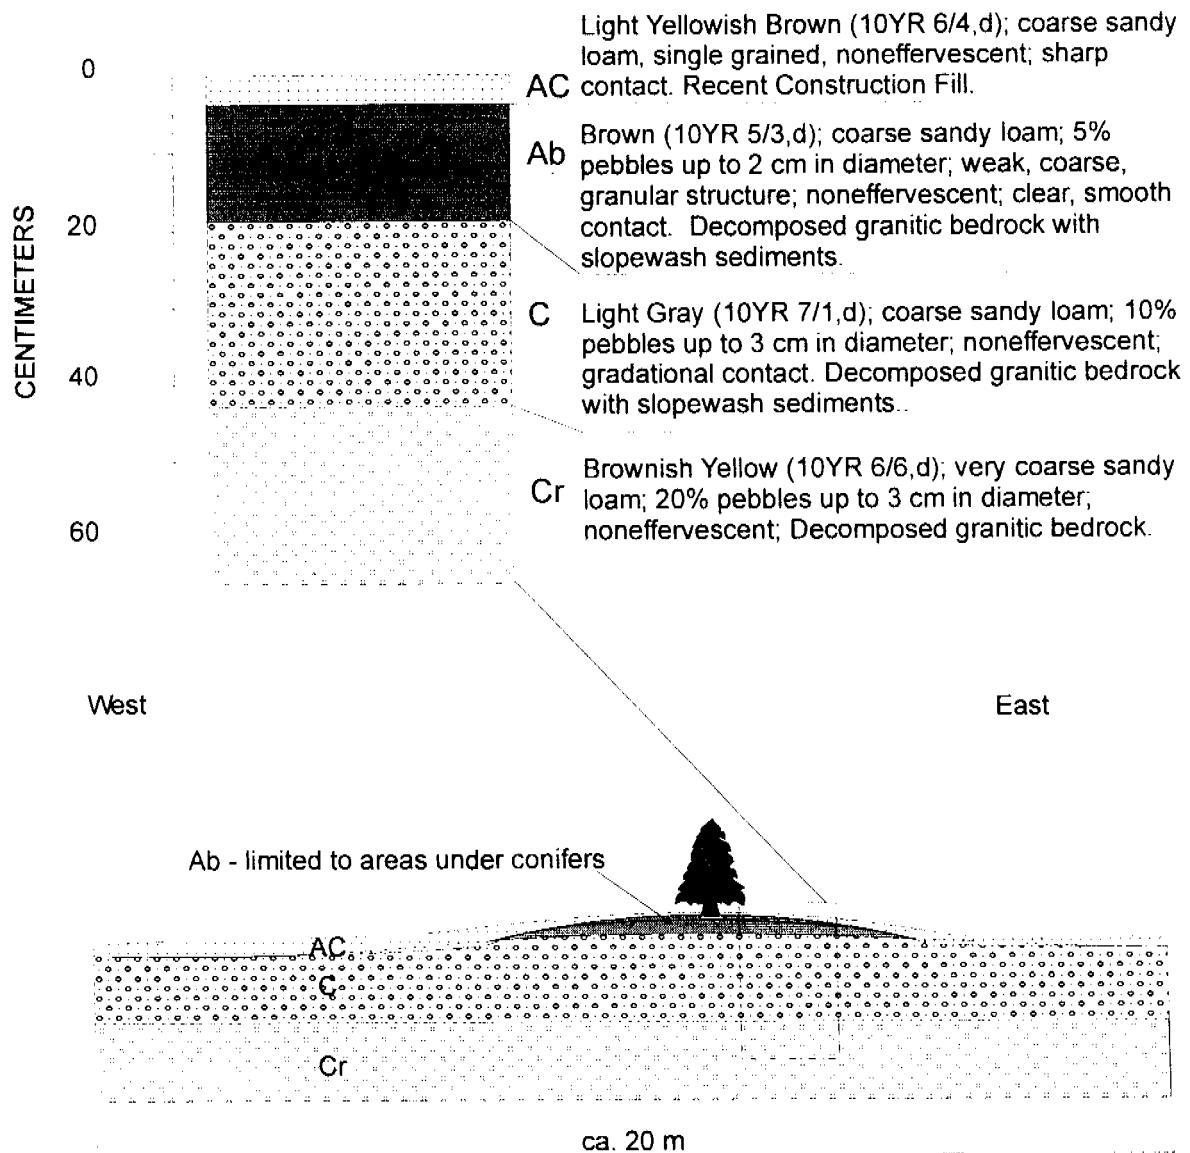 Light Yellowish Brown (10YR 6/4,d); coarse sandy
loam, single grained, noneffervescent; sharp
contact. Recent Construction Fill.
AC
0
Ab
Brown (10YR 5/3,d); coarse sandy loam; 5%
pebbles up to 2 cm in diameter; weak, coarse,
granular structure; noneffervescent; clear, smooth
contact. Decomposed granitic bedrock with
slopewash sediments.
20
CENTIMETERS
C
Light Gray (10YR 7/1,d); coarse sandy loam; 10%
pebbles up to 3 cm in diameter; noneffervescent;
gradational contact. Decomposed granitic bedrock
with slopewash sediments..
40
Cr
Brownish Yellow (10YR 6/6,d); very coarse sandy
loam; 20% pebbles up to 3 cm in diameter;
noneffervescent; Decomposed granitic bedrock.
60
West
East
Ab - limited to areas under conifers
AC
C
Cr
ca. 20 m